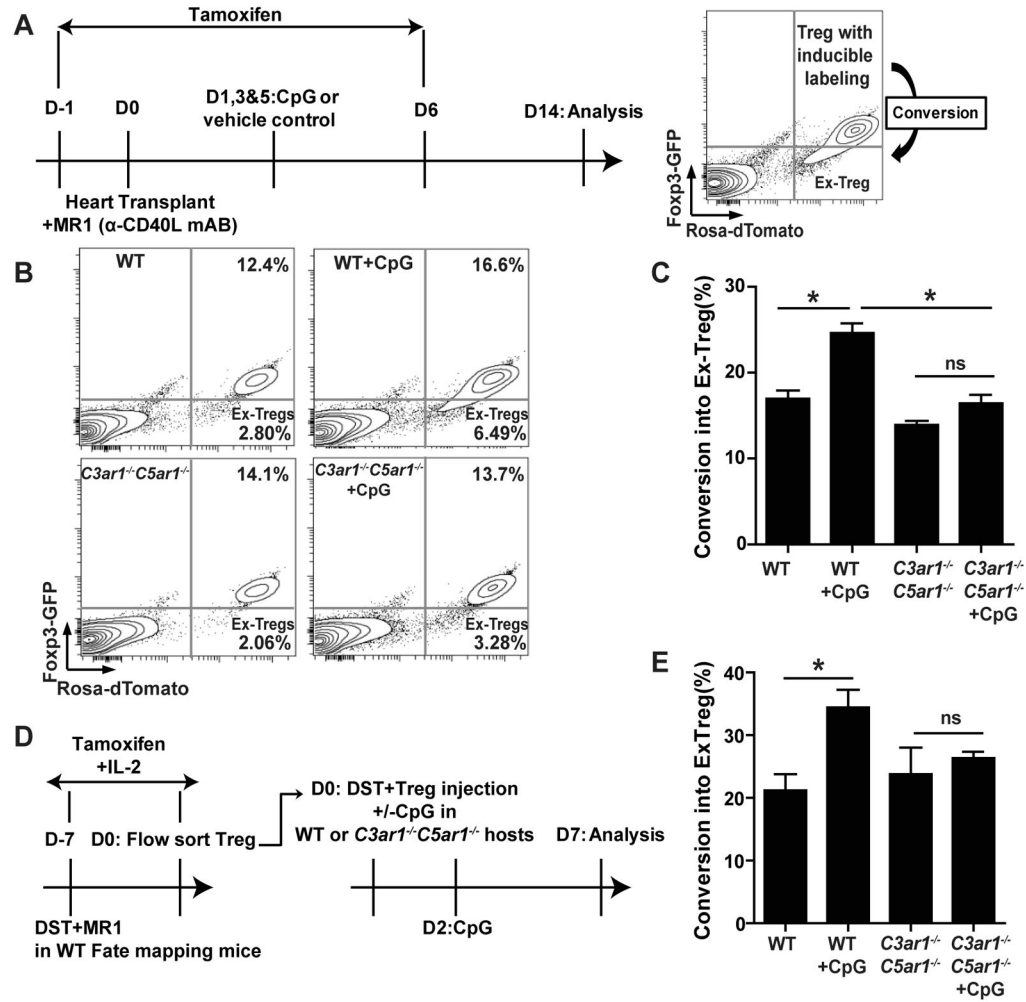 A
Tamoxifen
D-1
D0
D1,3&5:CpG or
vehicle control
D6
D14: Analysis
Heart Transplant
+MR1 (α-CD40L mAB)
Treg with
inducible
labeling
Conversion
Ex-Treg
Foxp3-GFP
Rosa-dTomato
B
WT
12.4%
Ex-Tregs
2.80%
WT+CpG
16.6%
Ex-Tregs
6.49%
C3ar1-/-C5ar1-/-
14.1%
Ex-Tregs
2.06%
C3ar1-/-C5ar1-/-
+CpG
13.7%
Ex-Tregs
3.28%
Foxp3-GFP
Rosa-dTomato
C
Conversion into Ex-Treg(%)
30
20
10
0
*
*
ns
WT
WT
+CpG
C3ar1-/-
C5ar1-/-
C3ar1-/-
C5ar1-/-
+CpG
D
Tamoxifen
+IL-2
D-7
D0: Flow sort Treg
DST+MR1
in WT Fate mapping mice
D0: DST+Treg injection
+/-CpG in
WT or C3ar1-/-C5ar1-/- hosts
D7: Analysis
D2:CpG
E
Conversion into ExTreg(%)
40
30
20
10
0
*
ns
WT
WT
+CpG
C3ar1-/-
C5ar1-/-
C3ar1-/-
C5ar1-/-
+CpG